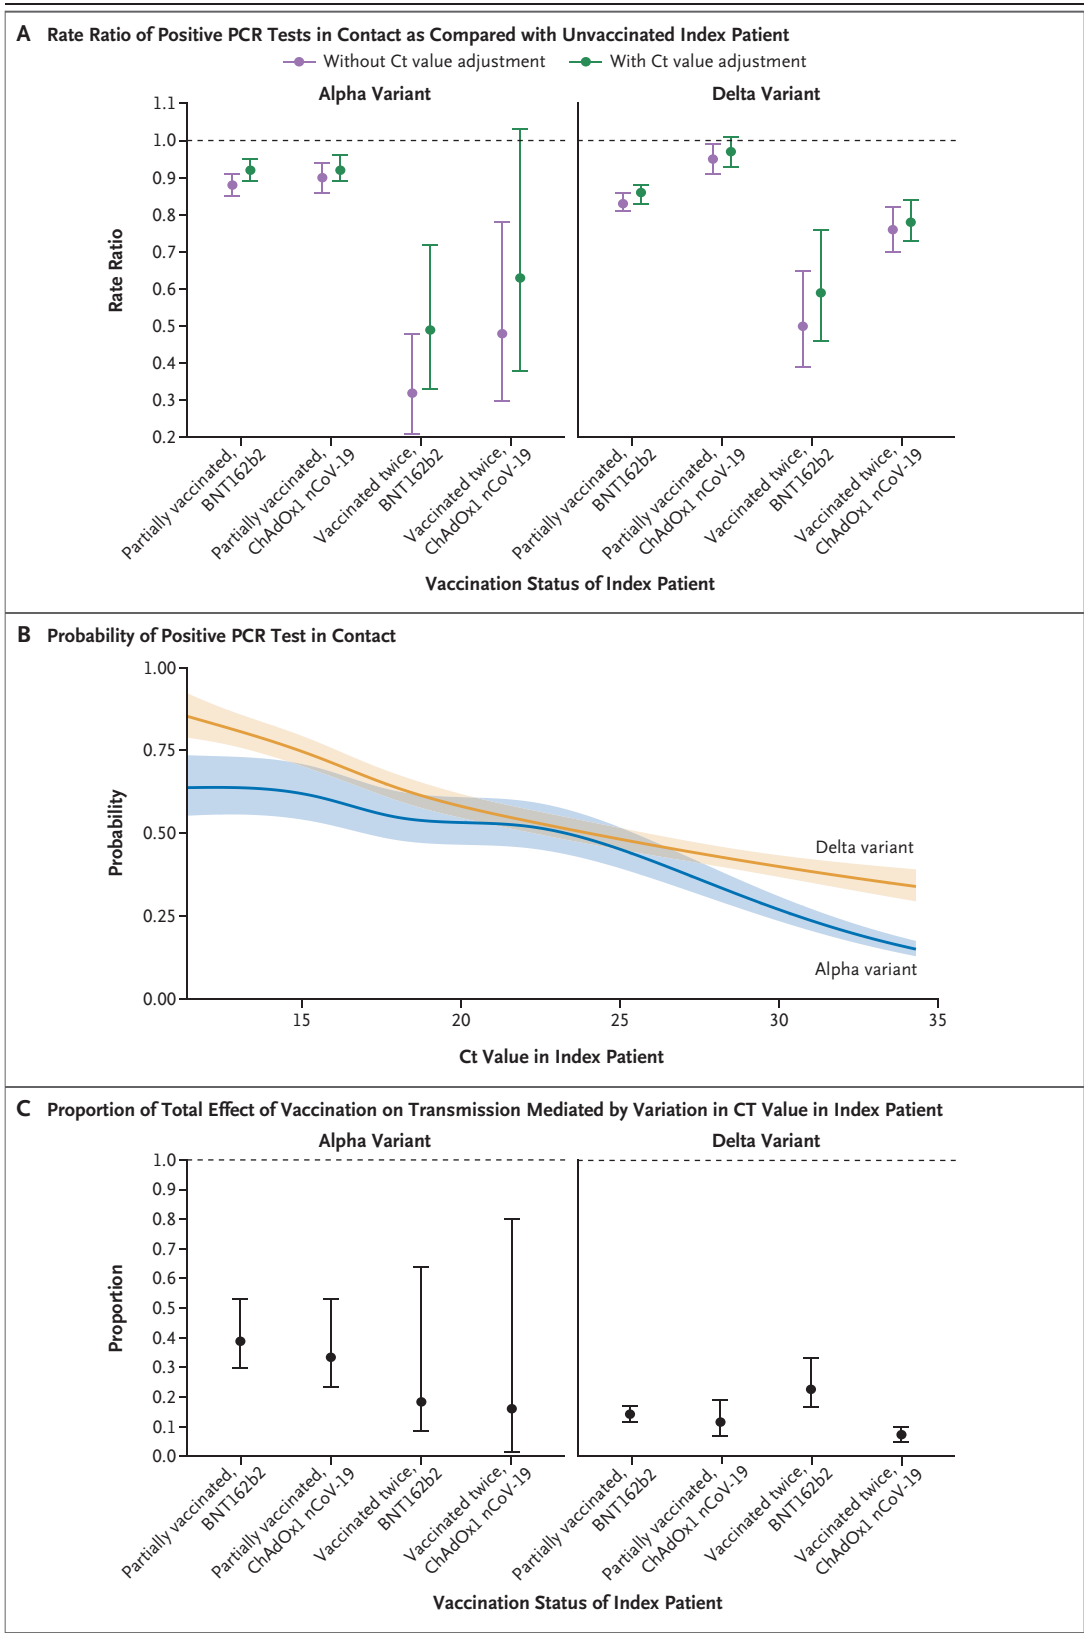 A Rate Ratio of Positive PCR Tests in Contact as Compared with Unvaccinated Index Patient
Without Ct value adjustment With Ct value adjustment
Alpha Variant Delta Variant
1.1
1.0
0.9
0.8
0.7
0.6
0.5
0.4
0.3
0.2
Rate Ratio
Partially vaccinated,
BNT162b2
Partially vaccinated,
ChAdOx1 nCoV-19
Vaccinated twice,
BNT162b2
Vaccinated twice,
ChAdOx1 nCoV-19
Partially vaccinated,
BNT162b2
Partially vaccinated,
ChAdOx1 nCoV-19
Vaccinated twice,
BNT162b2
Vaccinated twice,
ChAdOx1 nCoV-19
Vaccination Status of Index Patient
B Probability of Positive PCR Test in Contact
1.00
0.75
0.50
0.25
0.00
Probability
Delta variant
Alpha variant
15 20 25 30 35
Ct Value in Index Patient
C Proportion of Total Effect of Vaccination on Transmission Mediated by Variation in CT Value in Index Patient
Alpha Variant Delta Variant
1.0
0.9
0.8
0.7
0.6
0.5
0.4
0.3
0.2
0.1
0.0
Proportion
Partially vaccinated,
BNT162b2
Partially vaccinated,
ChAdOx1 nCoV-19
Vaccinated twice,
BNT162b2
Vaccinated twice,
ChAdOx1 nCoV-19
Partially vaccinated,
BNT162b2
Partially vaccinated,
ChAdOx1 nCoV-19
Vaccinated twice,
BNT162b2
Vaccinated twice,
ChAdOx1 nCoV-19
Vaccination Status of Index Patient